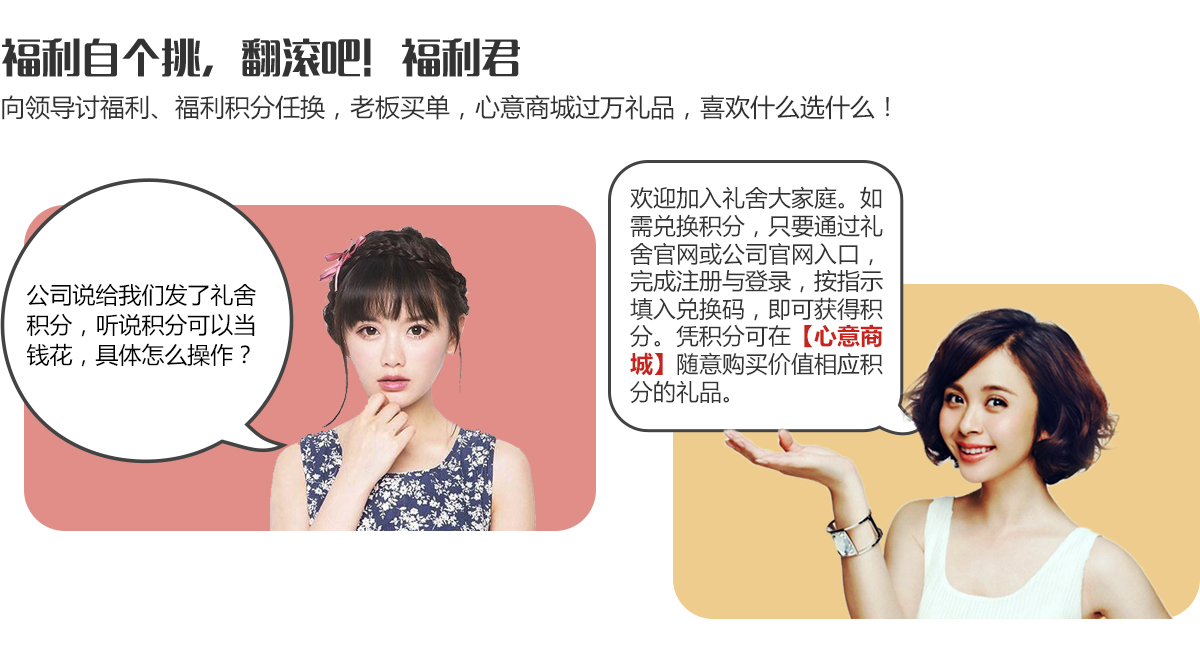 福利自个挑，翻滚吧！福利君
向领导讨福利、福利积分任换，老板买单，心意商城过万礼品，喜欢什么选什么！
公司说给我们发了礼舍
积分，听说积分可以当
钱花，具体怎么操作？
欢迎加入礼舍大家庭。如
需兑换积分，只要通过礼
舍官网或公司官网入口，
完成注册与登录，按指示
填入兑换码，即可获得积
分。凭积分可在【心意商
城】随意购买价值相应积
分的礼品。